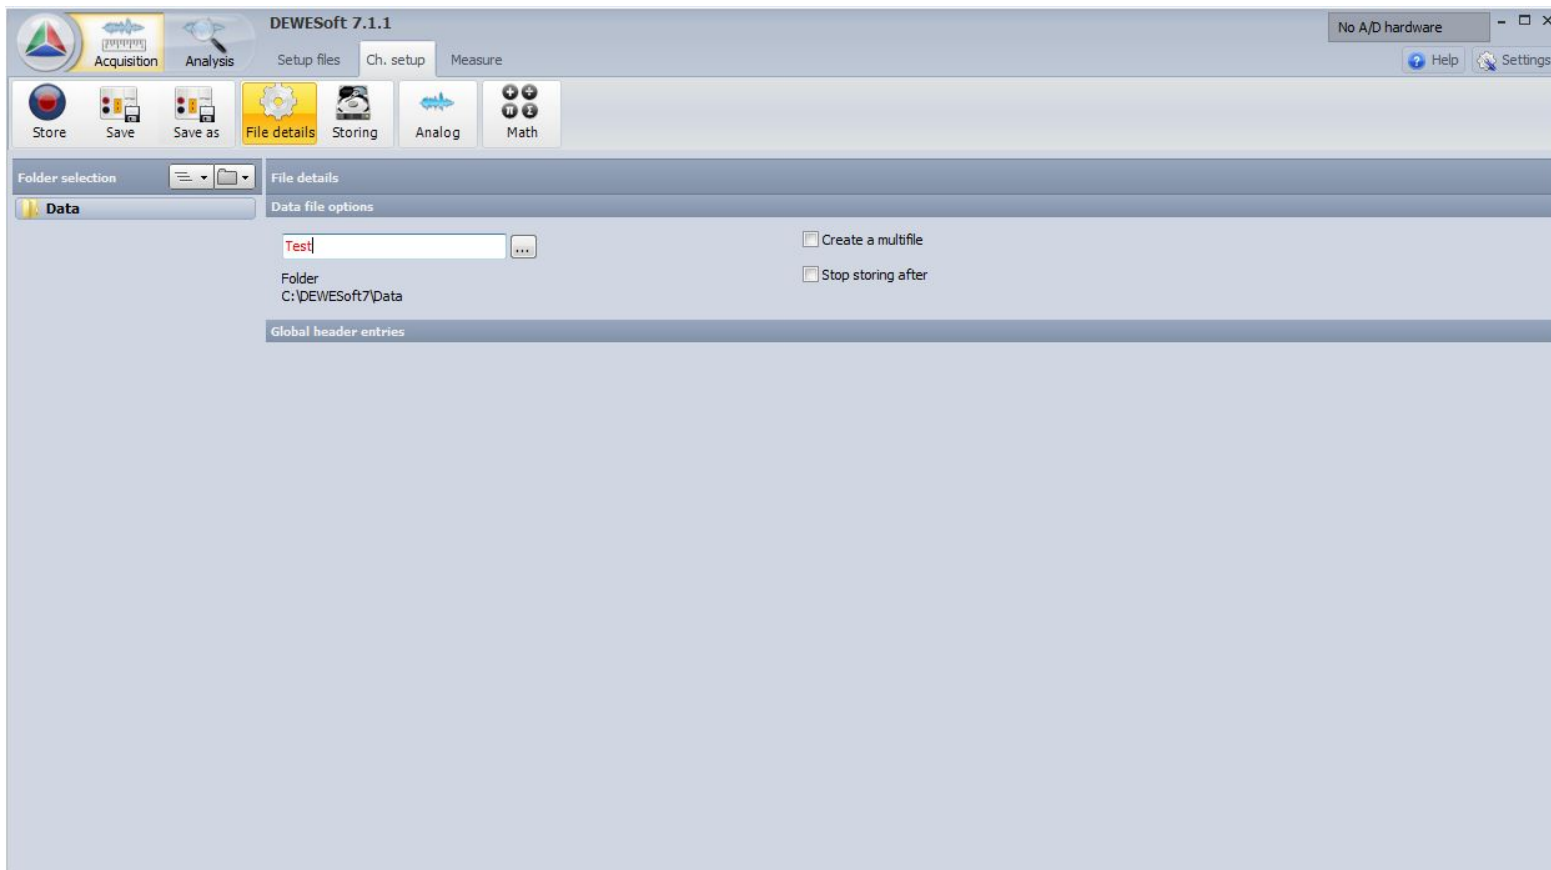 DEWESoft 7.1.1
No A/D hardware
Acquisition Analysis Setup files Ch. setup Measure
Help Settings
Store Save Save as File details Storing Analog Math
Folder selection
Data
File details
Data file options
Test
...
Create a multifile
Folder
Stop storing after
C:\DEWESoft7\Data
Global header entries